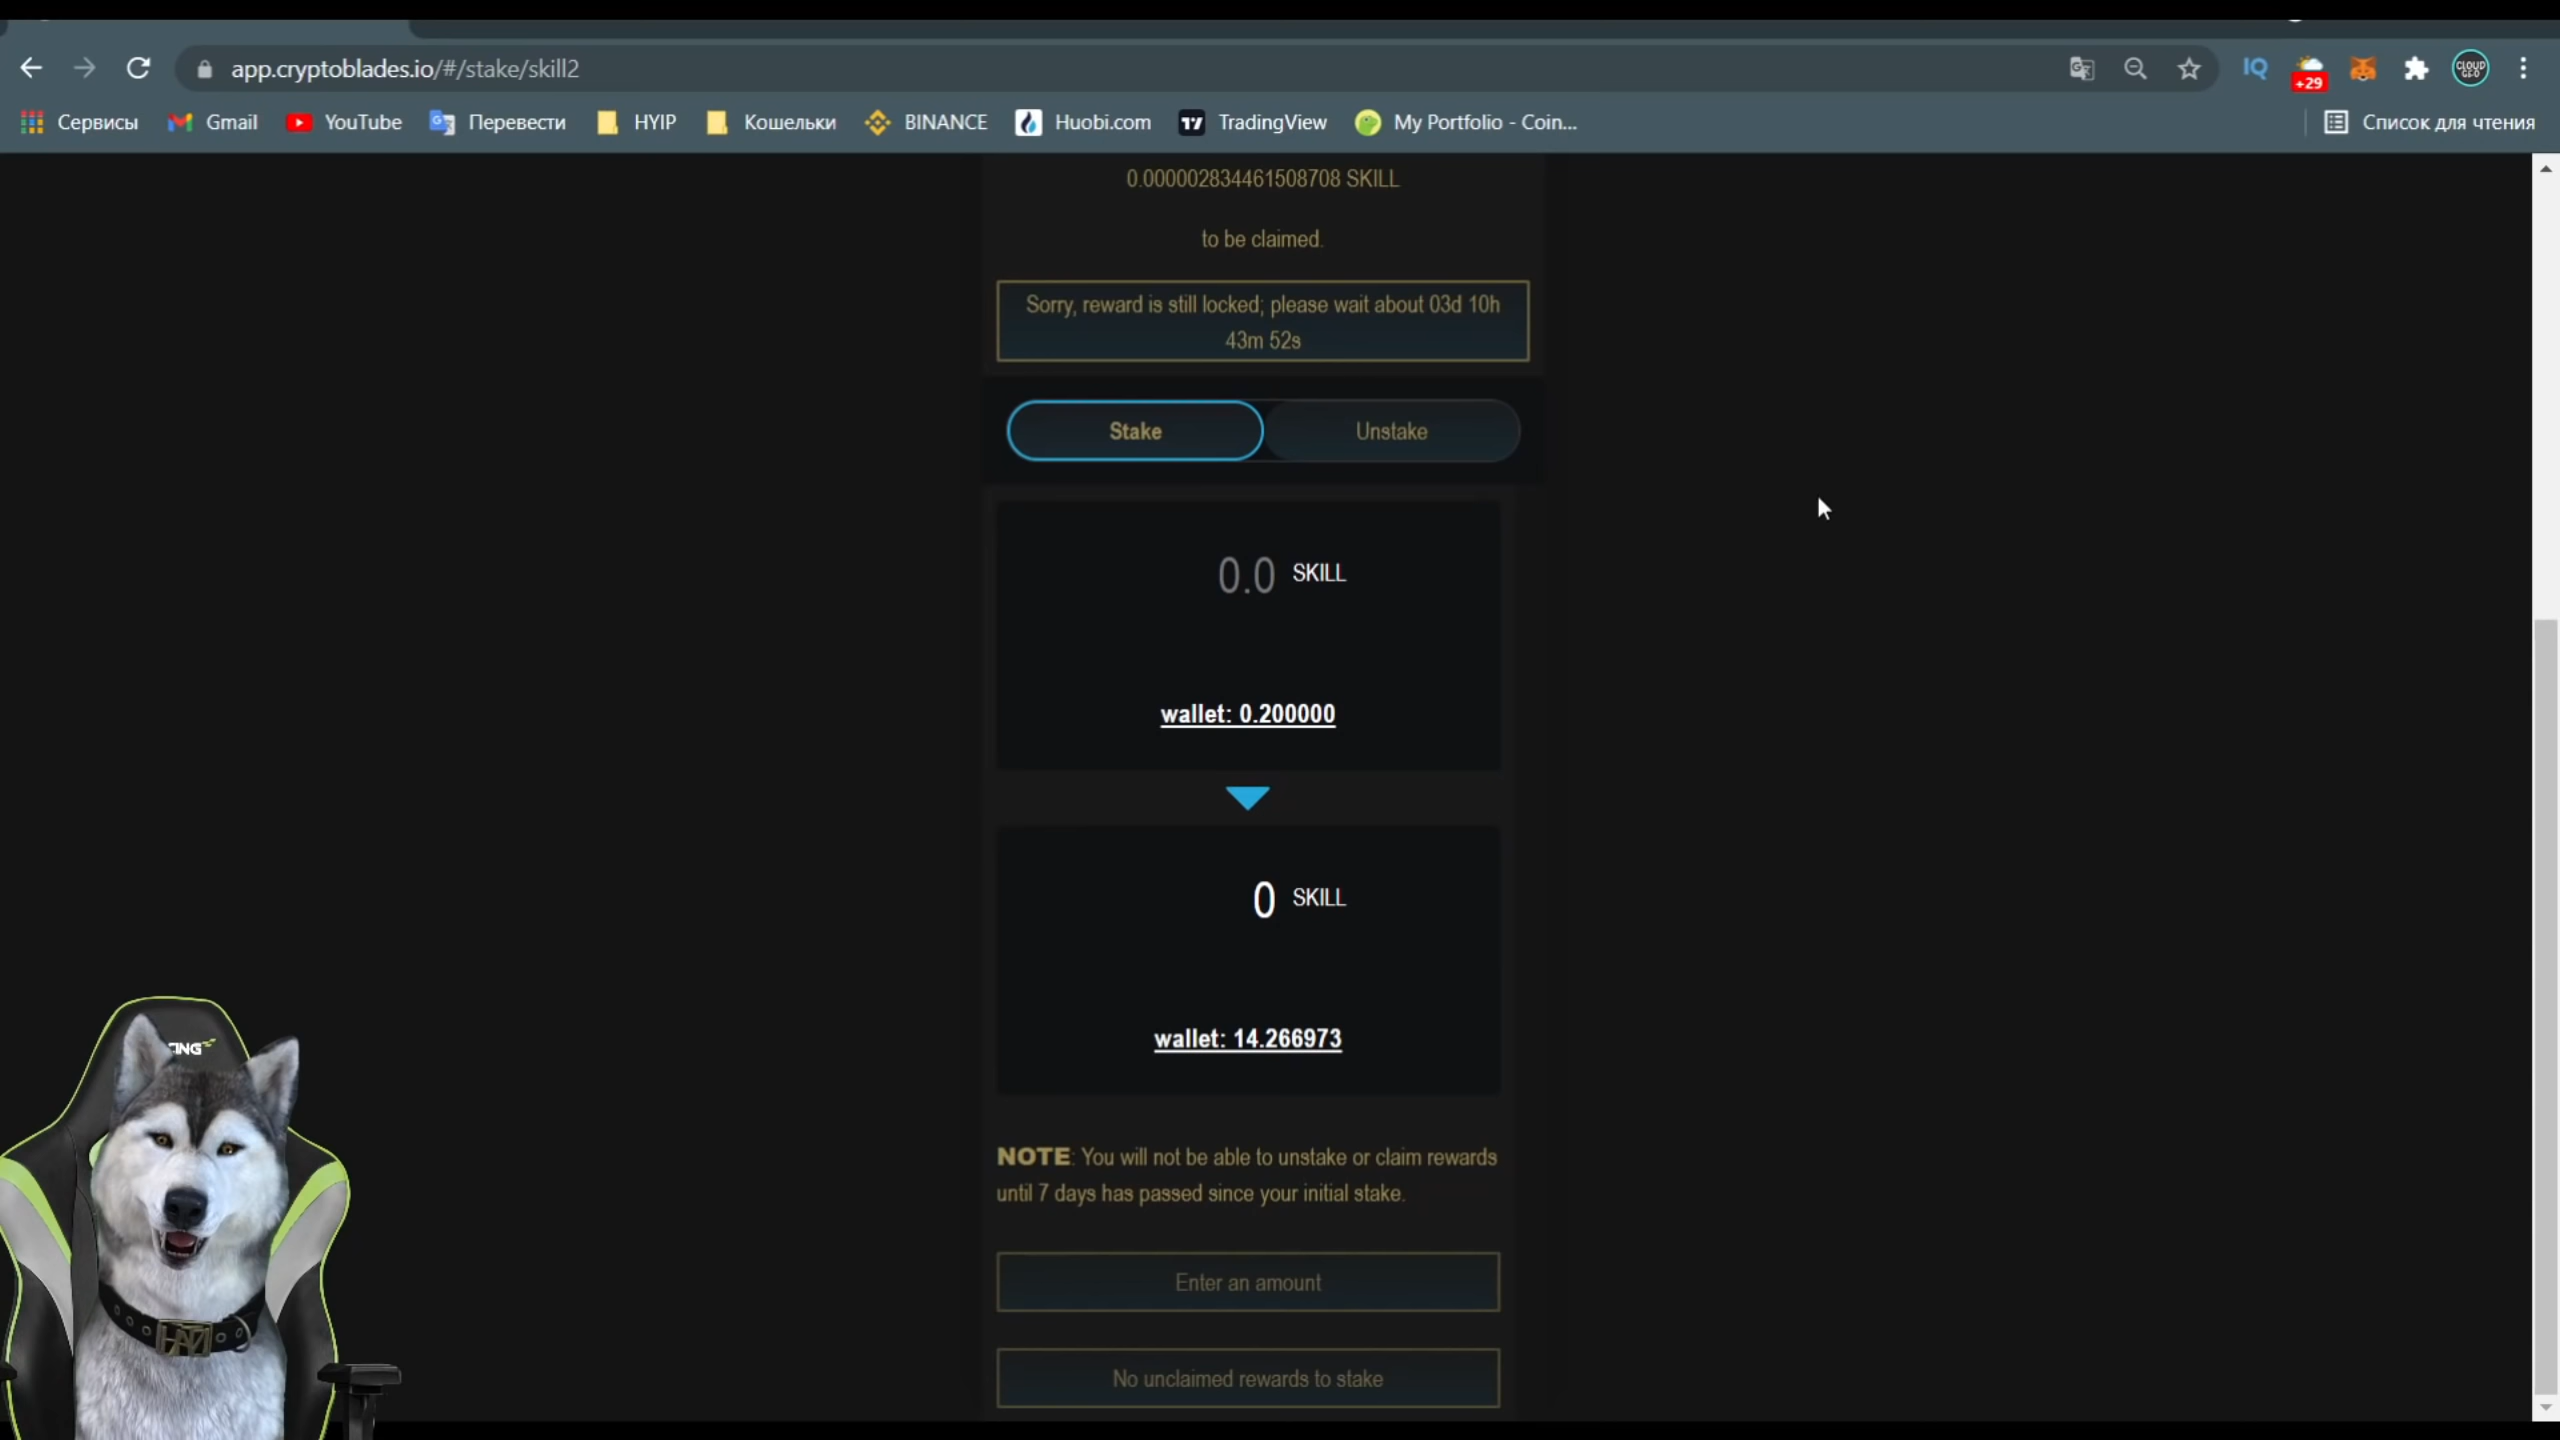 app.cryptoblades.io/#/stake/skill2
IQ
+29
CLOUD
Сервисы
Gmail
YouTube
Перевести
HYIP
Кошельки
BINANCE
Huobi.com
TradingView
My Portfolio - Coin...
Список для чтения
0.000002834461508708 SKILL
to be claimed.
Sorry, reward is still locked; please wait about 03d 10h
43m 52s
Stake
Unstake
0.0 SKILL
wallet: 0.200000
0 SKILL
wallet: 14.266973
NOTE: You will not be able to unstake or claim rewards
until 7 days has passed since your initial stake.
Enter an amount
No unclaimed rewards to stake